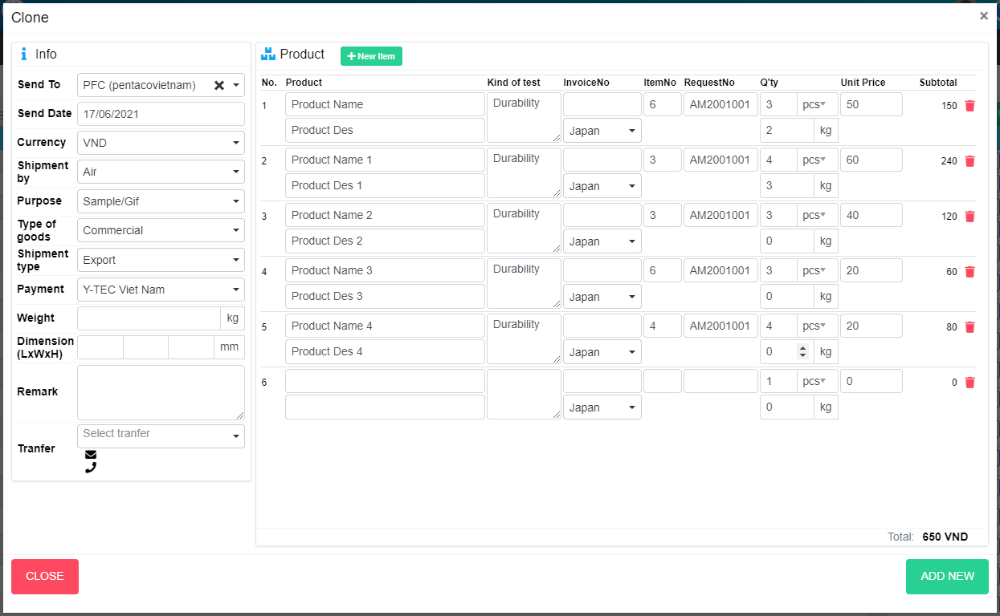 Clone
×
Info
Send To PFC (pentacovietnam)
Send Date 17/06/2021
Currency VND
Shipment by Air
Purpose Sample/Gif
Type of goods Commercial
Shipment type Export
Payment Y-TEC Viet Nam
Weight kg
Dimension (LxWxH) mm
Remark
Tranfer Select tranfer
Product New Item
No. Product Kind of test InvoiceNo ItemNo RequestNo Q'ty Unit Price Subtotal
1 Product Name Durability 6 AM2001001 3 pcs 50 150
Product Des Japan 2 kg
2 Product Name 1 Durability 3 AM2001001 4 pcs 60 240
Product Des 1 Japan 3 kg
3 Product Name 2 Durability 3 AM2001001 3 pcs 40 120
Product Des 2 Japan 0 kg
4 Product Name 3 Durability 6 AM2001001 3 pcs 20 60
Product Des 3 Japan 0 kg
5 Product Name 4 Durability 4 AM2001001 4 pcs 20 80
Product Des 4 Japan 0 kg
6 1 pcs 0 0
Japan 0 kg
Total: 650 VND
CLOSE
ADD NEW